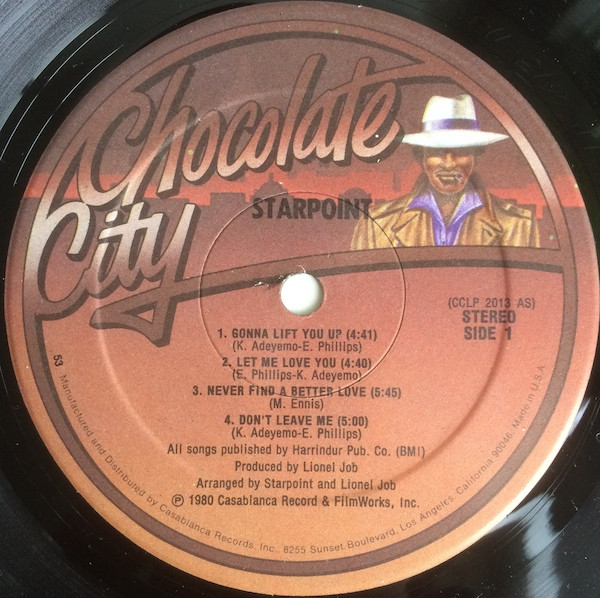 Chocolate
City
STARPOINT
(CCLP 2013 AS)
STEREO
SIDE 1
1. GONNA LIFT YOU UP (4:41)
(K. Adeyemo-E. Phillips)
2. LET ME LOVE YOU (4:40)
(E. Phillips-K. Adeyemo)
3. NEVER FIND A BETTER LOVE (5:45)
(M. Ennis)
4. DON'T LEAVE ME (5:00)
(K. Adeyemo-E. Phillips)
All songs published by Harrindur Pub. Co. (BMI)
Produced by Lionel Job
Arranged by Starpoint and Lionel Job
Ⓟ 1980 Casablanca Record & FilmWorks, Inc.
53 Manufactured and Distributed by Casablanca Records, Inc. 8255 Sunset Boulevard, Los Angeles, California 90046. Made in U.S.A.